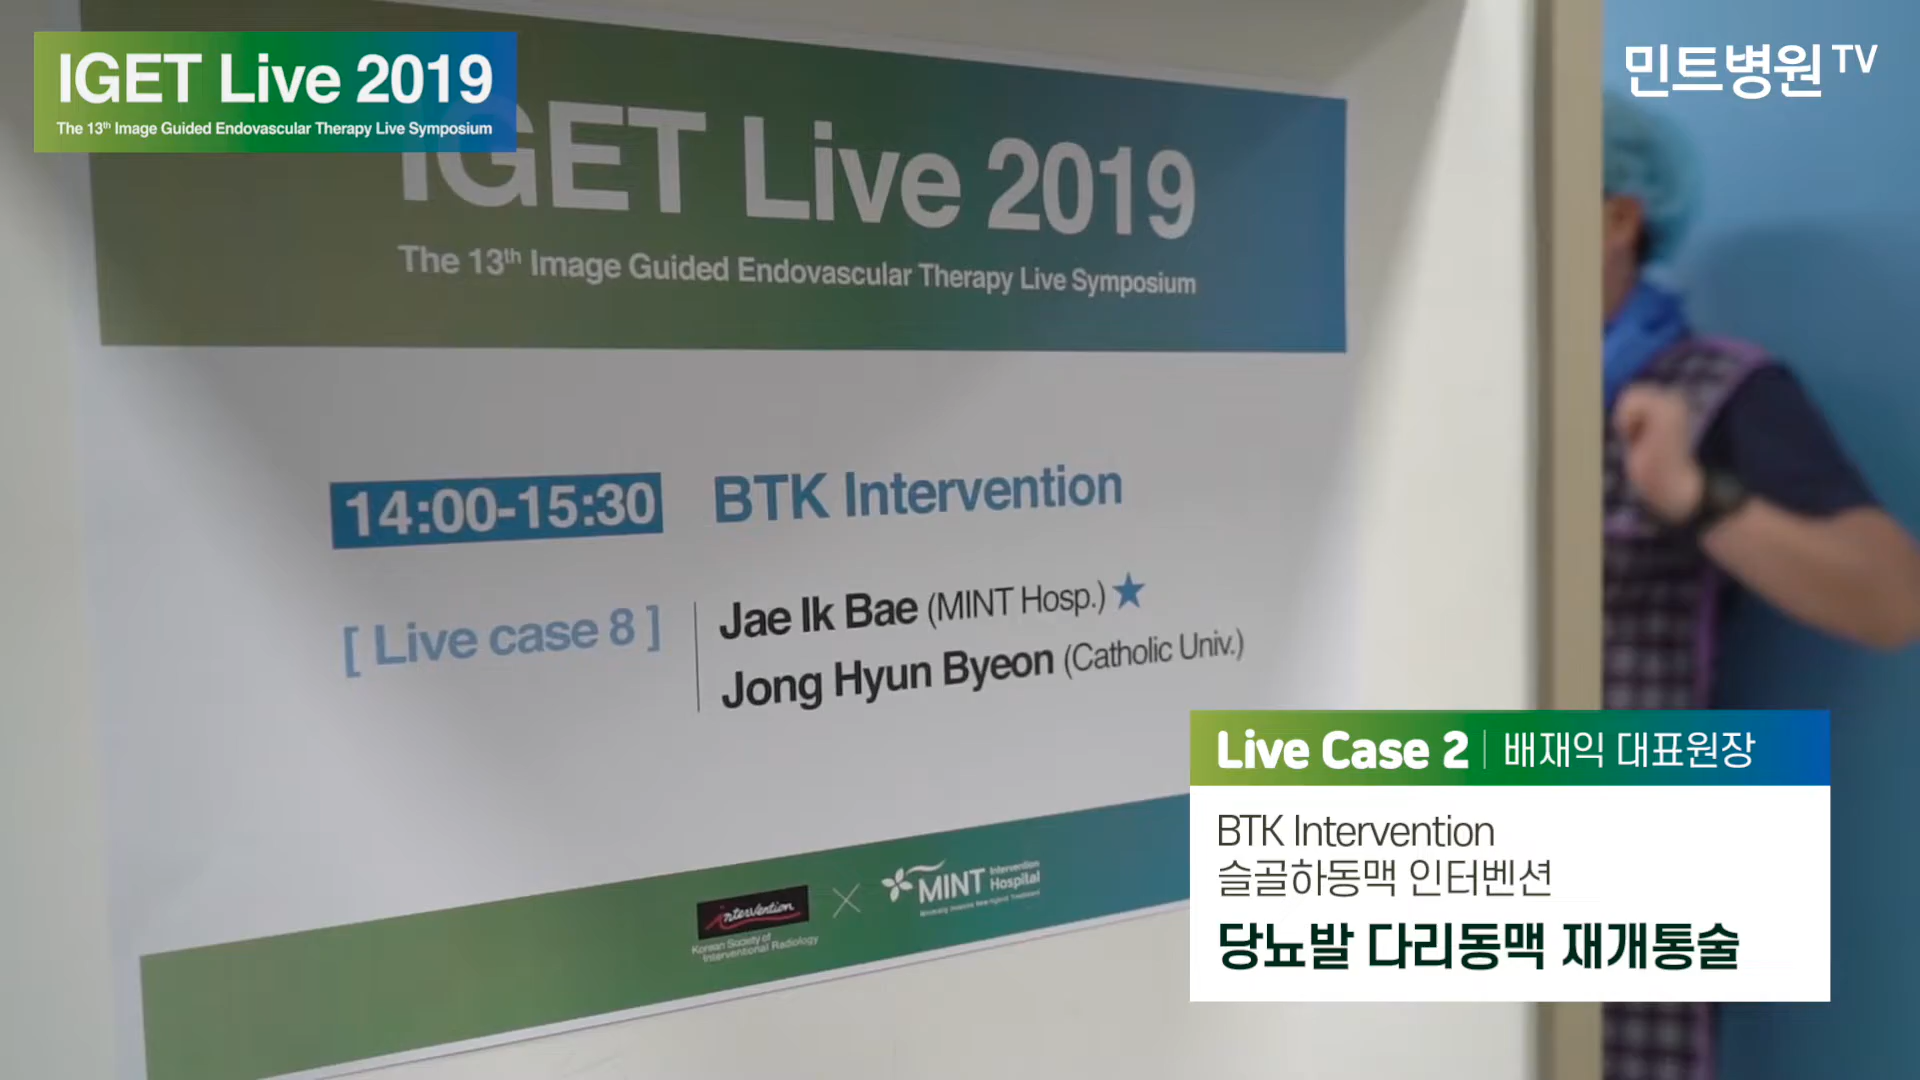 IGET Live 2019
The 13th Image Guided Endovascular Therapy Live Symposium
민트병원 TV
IGET Live 2019
The 13th Image Guided Endovascular Therapy Live Symposium
14:00-15:30 BTK Intervention
[ Live case 8 ]
Jae Ik Bae (MINT Hosp.) ★
Jong Hyun Byeon (Catholic Univ.)
intervention
Korean Society of
Interventional Radiology
×
MINT Intervention Hospital
Live Case 2 | 배재익 대표원장
BTK Intervention
슬골하동맥 인터벤션
당뇨발 다리동맥 재개통술